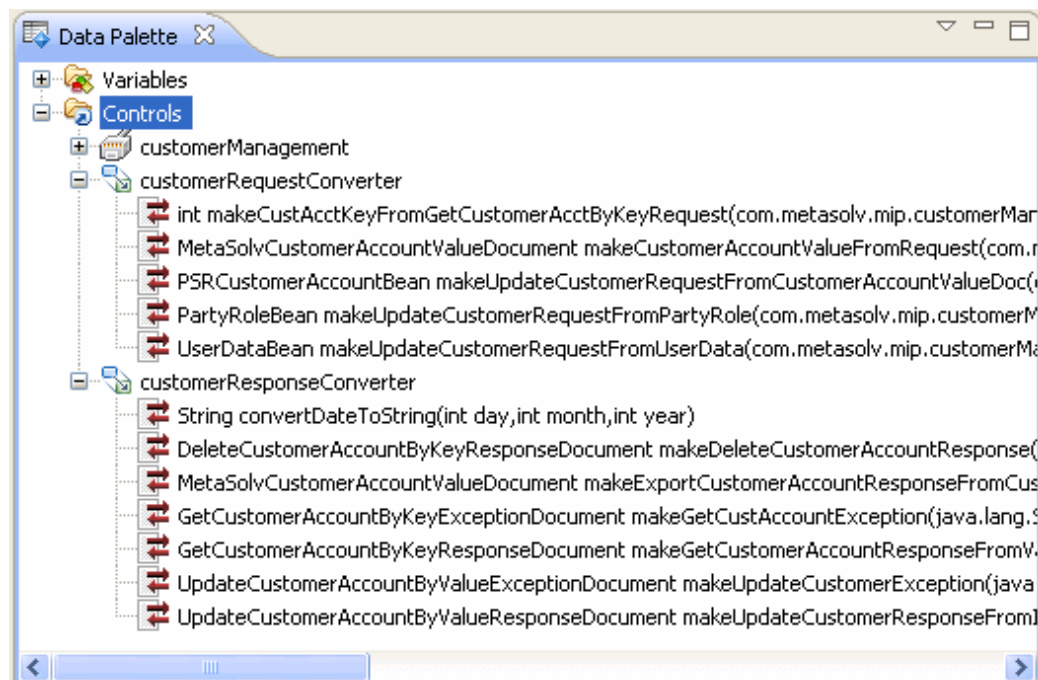 Data Palette
Variables
Controls
customerManagement
customerRequestConverter
int makeCustAcctKeyFromGetCustomerAcctByKeyRequest(com.metasolv.mip.customerMan
MetaSolvCustomerAccountValueDocument makeCustomerAccountValueFromRequest(com.m
PSRCustomerAccountBean makeUpdateCustomerRequestFromCustomerAccountValueDoc(
PartyRoleBean makeUpdateCustomerRequestFromPartyRole(com.metasolv.mip.customerM
UserDataBean makeUpdateCustomerRequestFromUserData(com.metasolv.mip.customerMa
customerResponseConverter
String convertDateToString(int day,int month,int year)
DeleteCustomerAccountByKeyResponseDocument makeDeleteCustomerAccountResponse(
MetaSolvCustomerAccountValueDocument makeExportCustomerAccountResponseFromCus
GetCustomerAccountByKeyExceptionDocument makeGetCustAccountException(java.lang.S
GetCustomerAccountByKeyResponseDocument makeGetCustomerAccountResponseFromVa
UpdateCustomerAccountByValueExceptionDocument makeUpdateCustomerException(java
UpdateCustomerAccountByValueResponseDocument makeUpdateCustomerResponseFromI